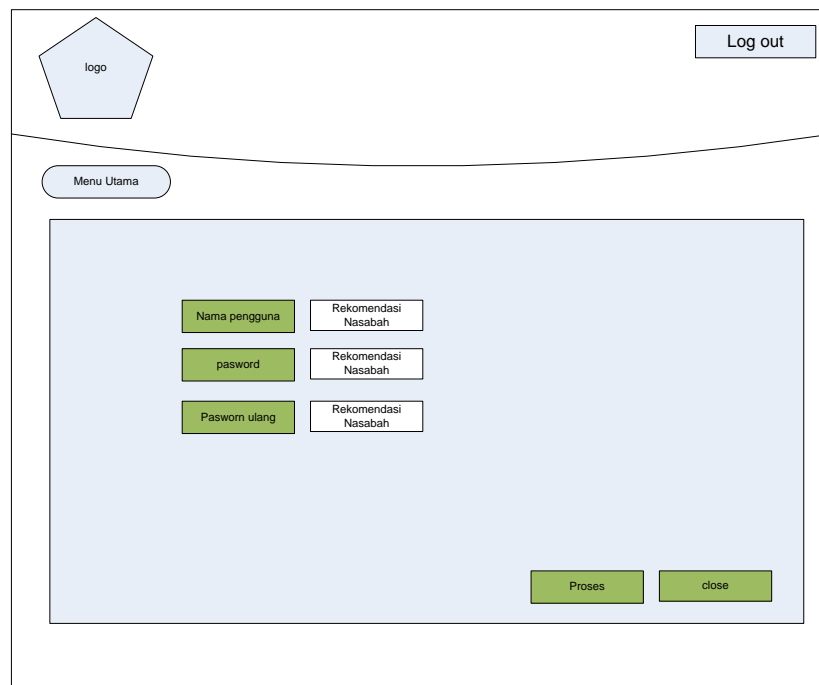 logo
Log out
Menu Utama
Nama pengguna
Rekomendasi
Nasabah
pasword
Rekomendasi
Nasabah
Pasworn ulang
Rekomendasi
Nasabah
Proses
close